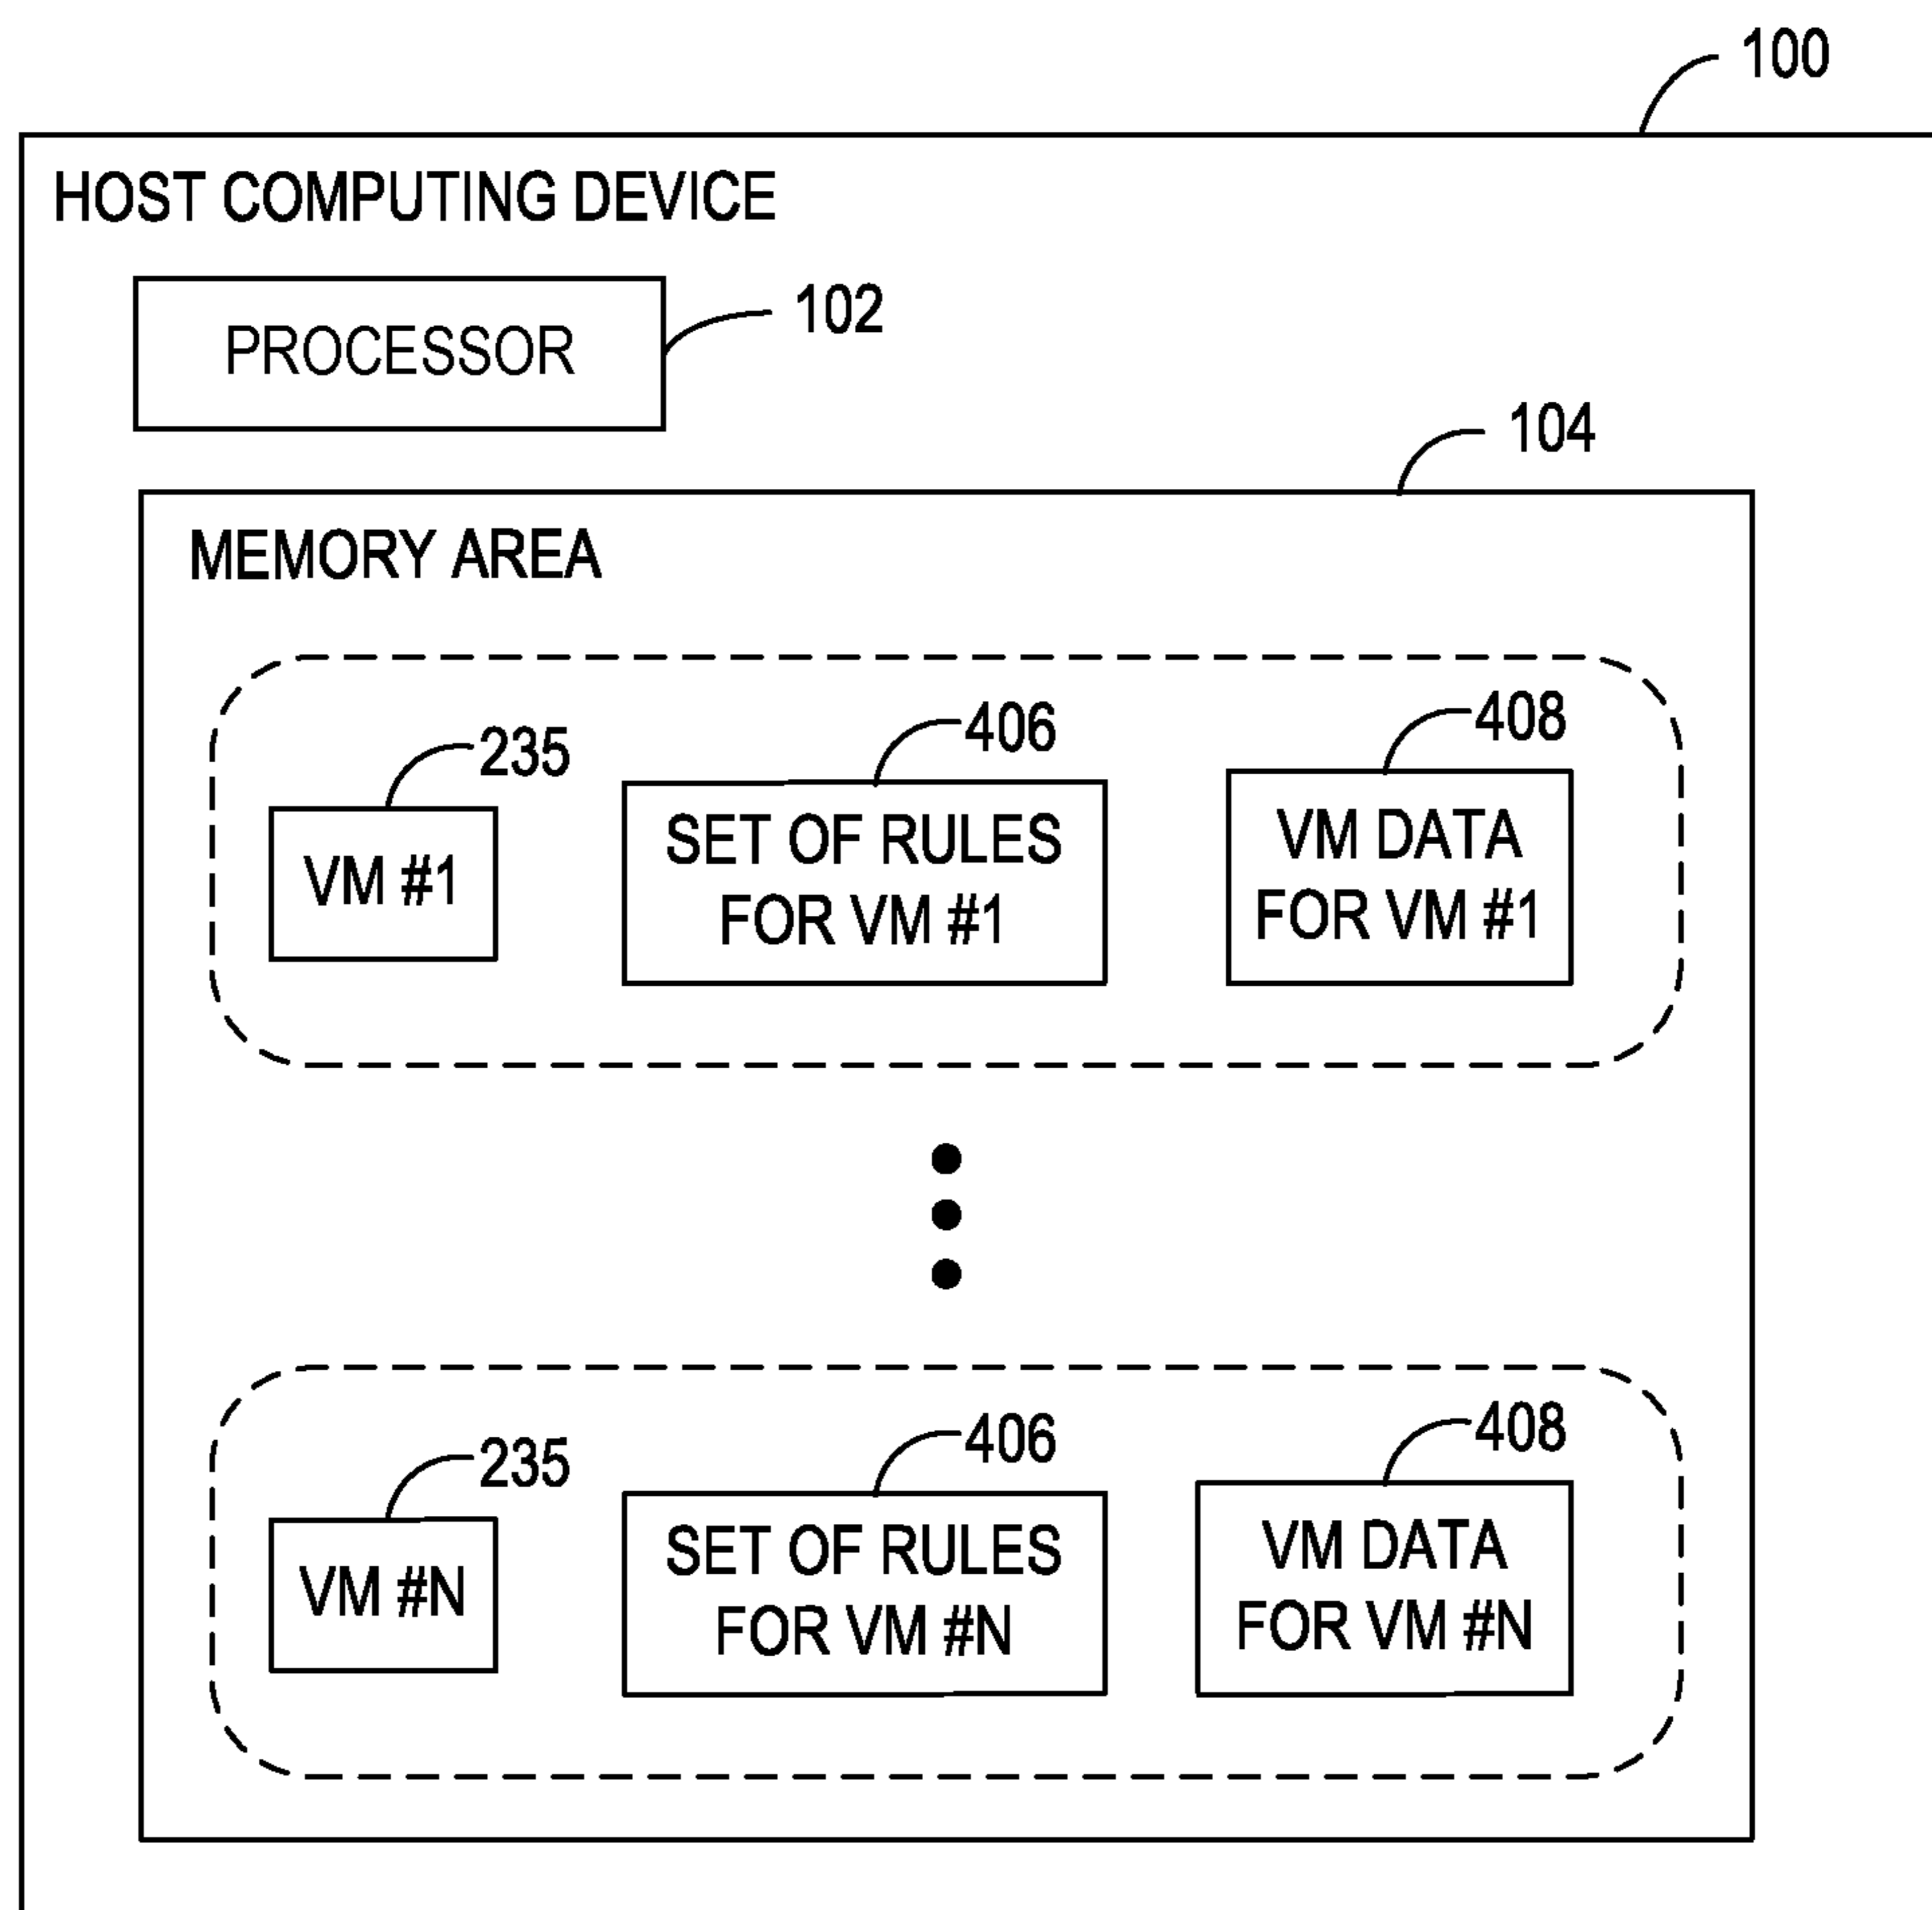 100
HOST COMPUTING DEVICE
102
PROCESSOR
104
MEMORY AREA
235
406
408
VM #1
SET OF RULES
FOR VM #1
VM DATA
FOR VM #1
235
406
408
VM #N
SET OF RULES
FOR VM #N
VM DATA
FOR VM #N